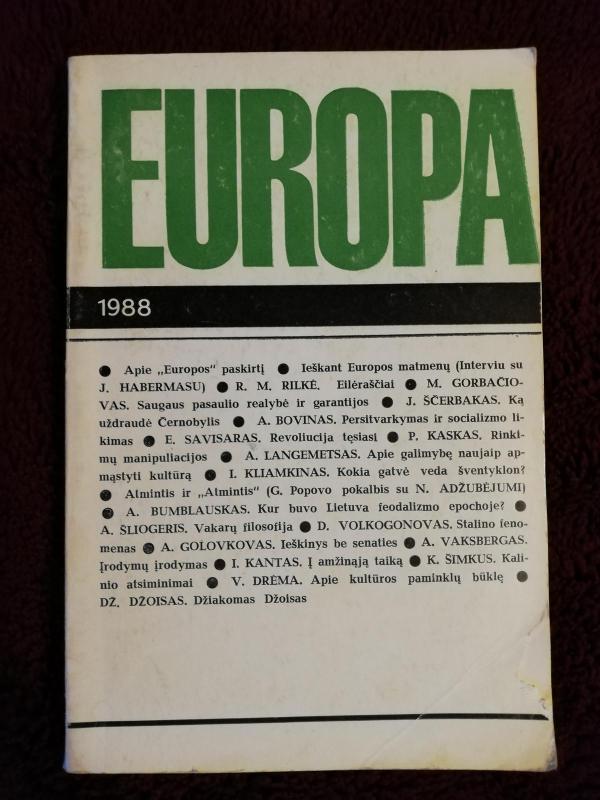 EUROPA
1988
● Apie „Europos" paskirtį ● Ieškant Europos matmenų (Interviu su
J. HABERMASU) ● R. M. RILKĖ. Eilėraščiai ● M. GORBAČIO-
VAS. Saugaus pasaulio realybė ir garantijos ● J. ŠČERBAKAS. Ką
uždraudė Černobylis ● A. BOVINAS. Persitvarkymas ir socializmo li-
kimas ● E. SAVISARAS. Revoliucija tęsiasi ● P. KASKAS. Rinki-
mų manipuliacijos ● A. LANGEMETSAS. Apie galimybę naujaip ap-
mąstyti kultūrą ● I. KLIAMKINAS. Kokia gatvė veda šventyklon?
● Atmintis ir „Atmintis" (G. Popovo pokalbis su N. ADŽUBĖJUMI)
● A. BUMBLAUSKAS. Kur buvo Lietuva feodalizmo epochoje? ●
A. ŠLIOGERIS. Vakarų filosofija ● D. VOLKOGONOVAS. Stalino feno-
menas ● A. GOLOVKOVAS. Ieškinys be senaties ● A. VAKSBERGAS.
Įrodymų įrodymas ● I. KANTAS. Į amžinąją taiką ● K. ŠIMKUS. Kali-
nio atsiminimai ● V. DRĖMA. Apie kultūros paminklų būklę ●
DŽ. DŽOISAS. Džiakomas Džoisas